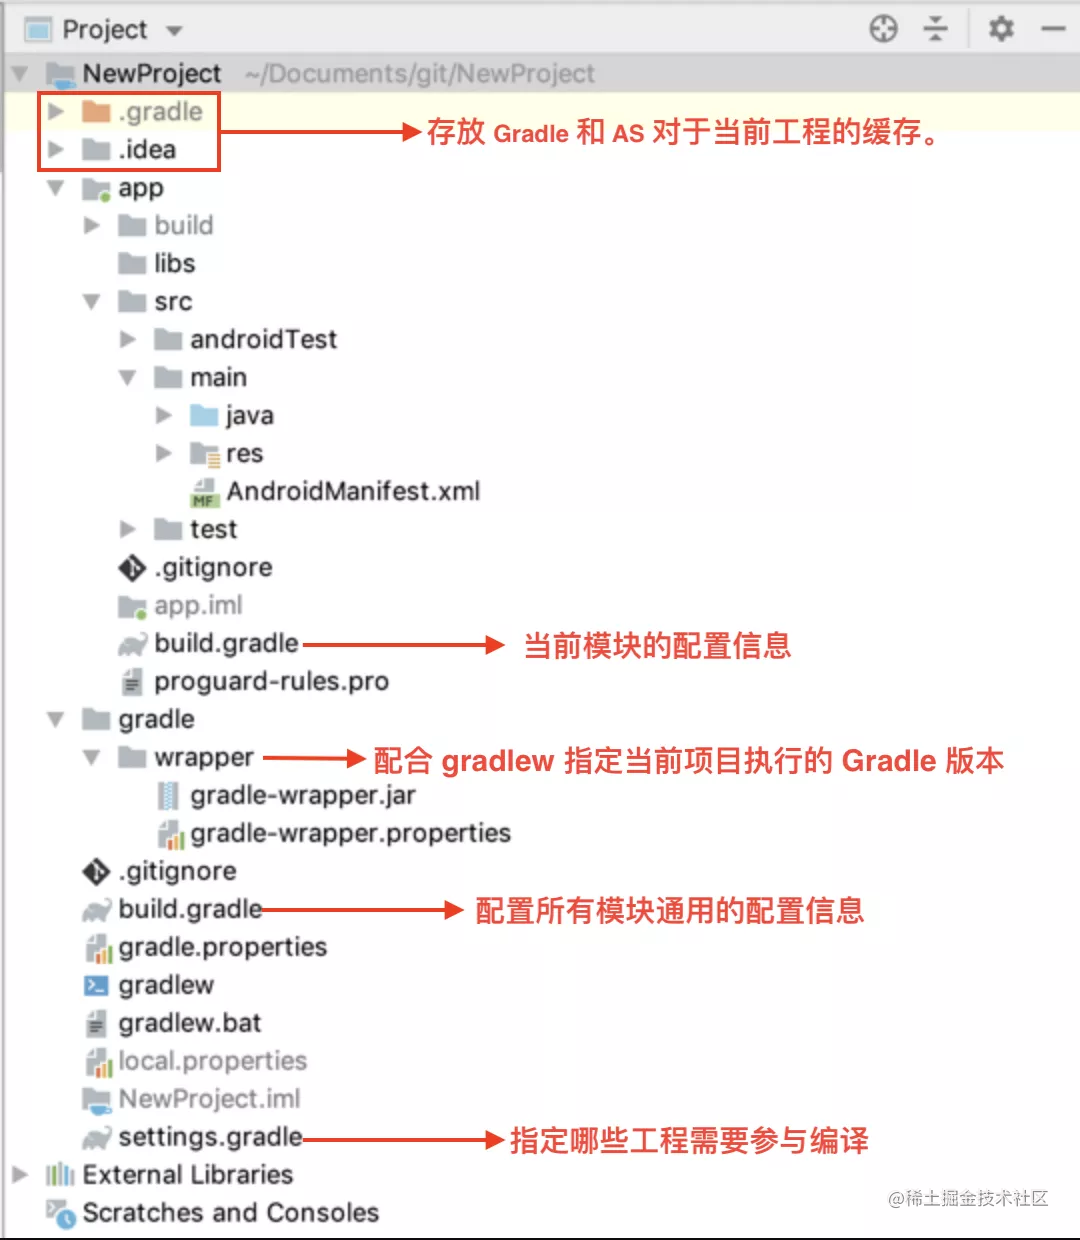 Project
NewProject ~/Documents/git/NewProject
.gradle
存放 Gradle 和 AS 对于当前工程的缓存。
.idea
app
build
libs
src
androidTest
main
java
res
MF AndroidManifest.xml
test
.gitignore
app.iml
build.gradle 当前模块的配置信息
proguard-rules.pro
gradle
wrapper 配合 gradlew 指定当前项目执行的 Gradle 版本
gradle-wrapper.jar
gradle-wrapper.properties
.gitignore
build.gradle 配置所有模块通用的配置信息
gradle.properties
gradlew
gradlew.bat
local.properties
NewProject.iml
settings.gradle 指定哪些工程需要参与编译
External Libraries
Scratches and Consoles
@稀土掘金技术社区